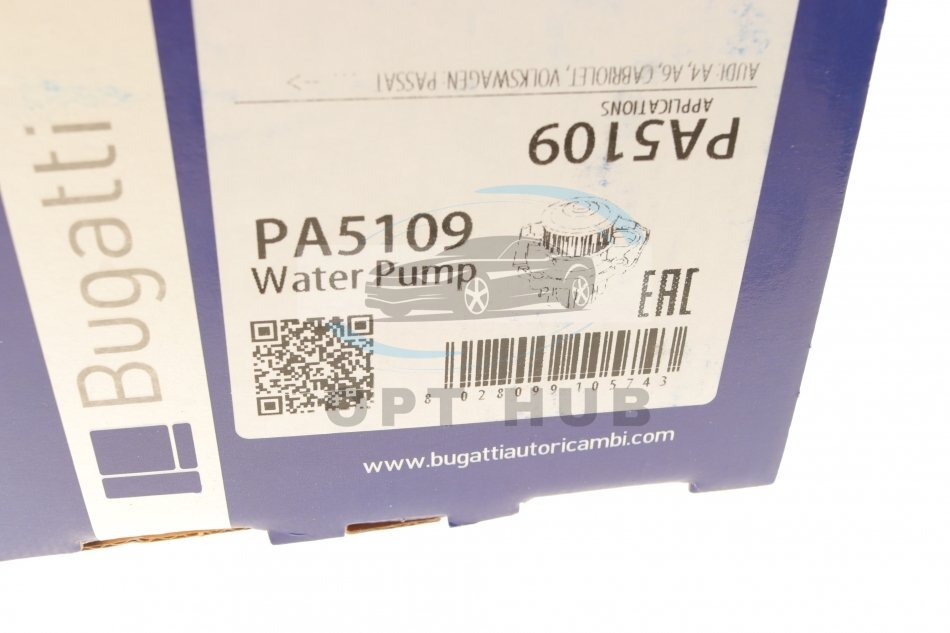 AUDI: A4, A6, CABRIOLET, VOLKSWAGEN: PASSAT
APPLICATIONS
PA5109
PA5109
Water Pump
EAC
8 028099 105743
OPT HUB
www.bugattiautoricambi.com
Bugatti